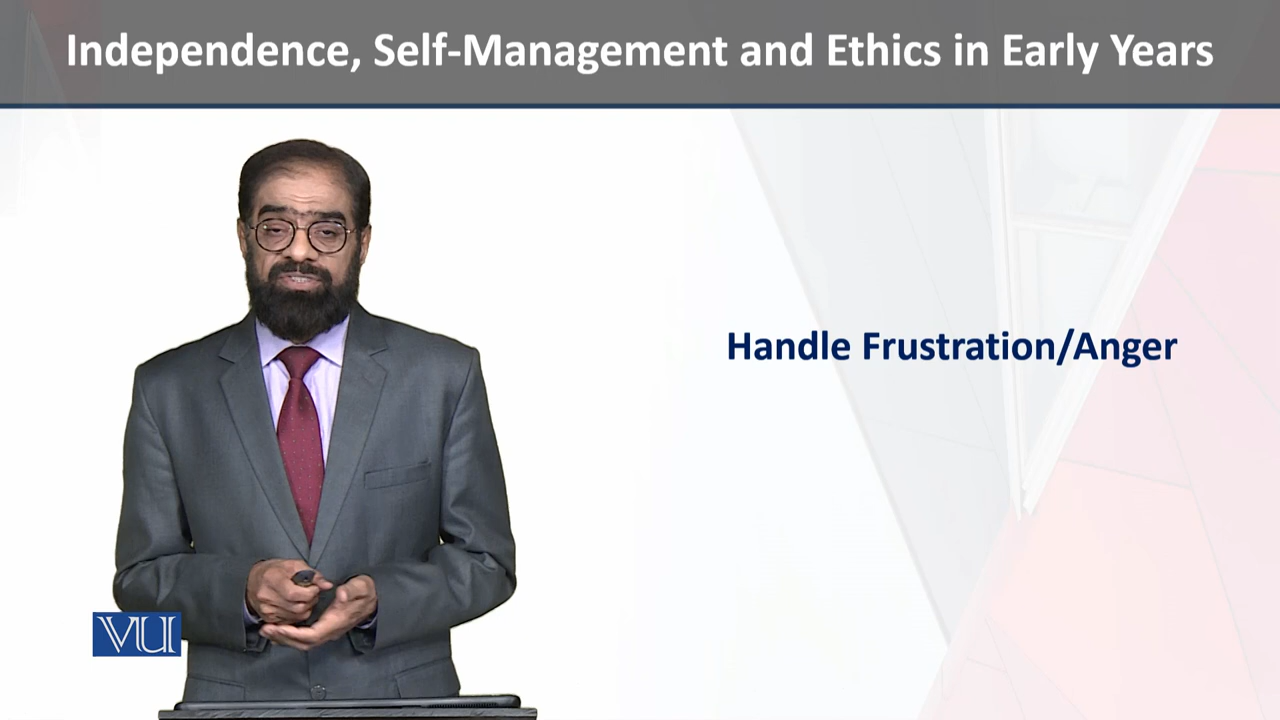 Independence, Self-Management and Ethics in Early Years
Handle Frustration/Anger
VU